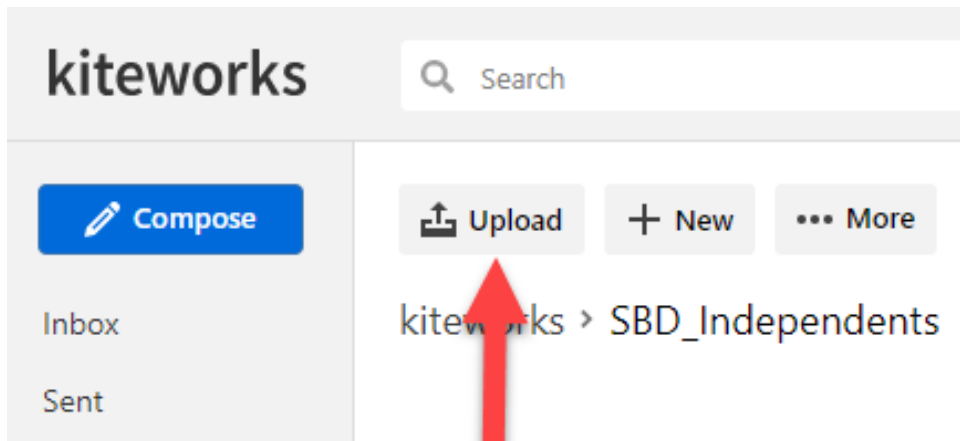 kiteworks
Search
Compose
Upload
New
More
kiteworks > SBD_Independents
Inbox
Sent